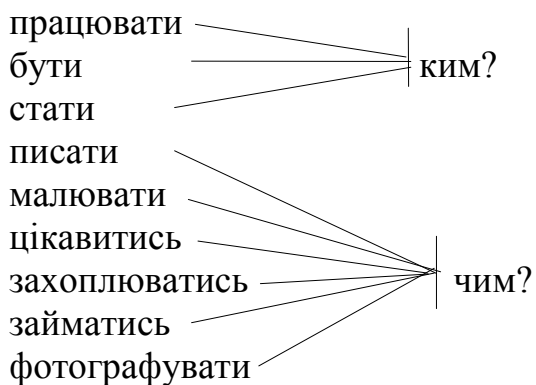 працювати
бути
ким?
стати
писати
малювати
цікавитись
захоплюватись
чим?
займатись
фотографувати